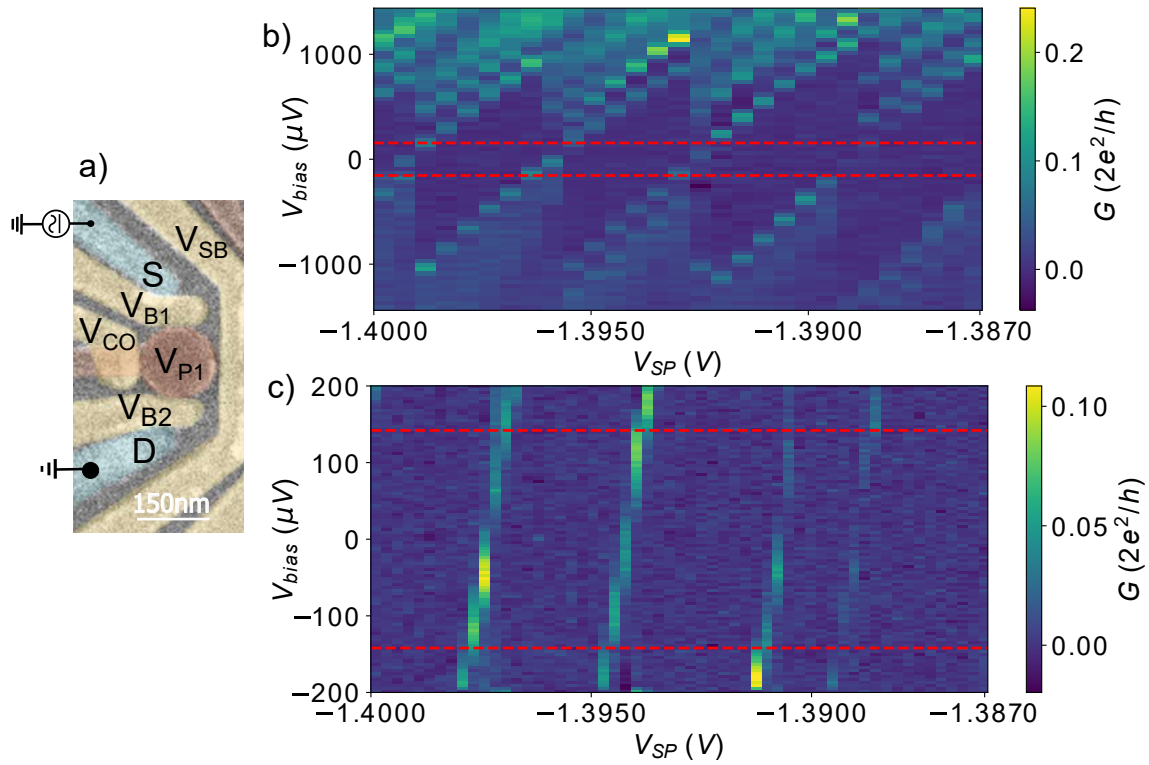 a)
V_SB
S
V_B1
V_CO
V_P1
V_B2
D
150nm
b)
1000
0
−1000
V_bias (μV)
−1.4000
−1.3950
−1.3900
−1.3870
V_SP (V)
0.2
0.1
0.0
G (2e²/h)
c)
200
100
0
−100
−200
V_bias (μV)
−1.4000
−1.3950
−1.3900
−1.3870
V_SP (V)
0.10
0.05
0.00
G (2e²/h)